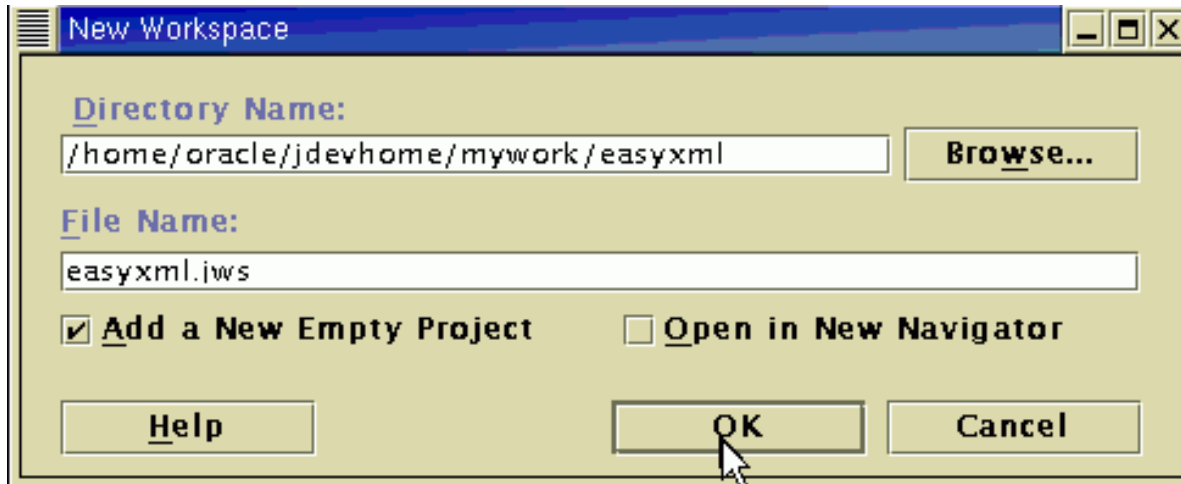 New Workspace
Directory Name:
/home/oracle/jdevhome/mywork/easyxml
Browse...
File Name:
easyxml.jws
Add a New Empty Project
Open in New Navigator
Help
OK
Cancel